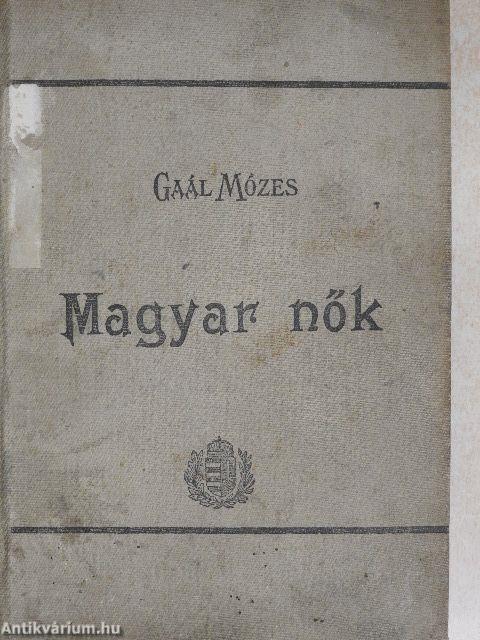 Gaál Mózes
Magyar nők
Antikvárium.hu